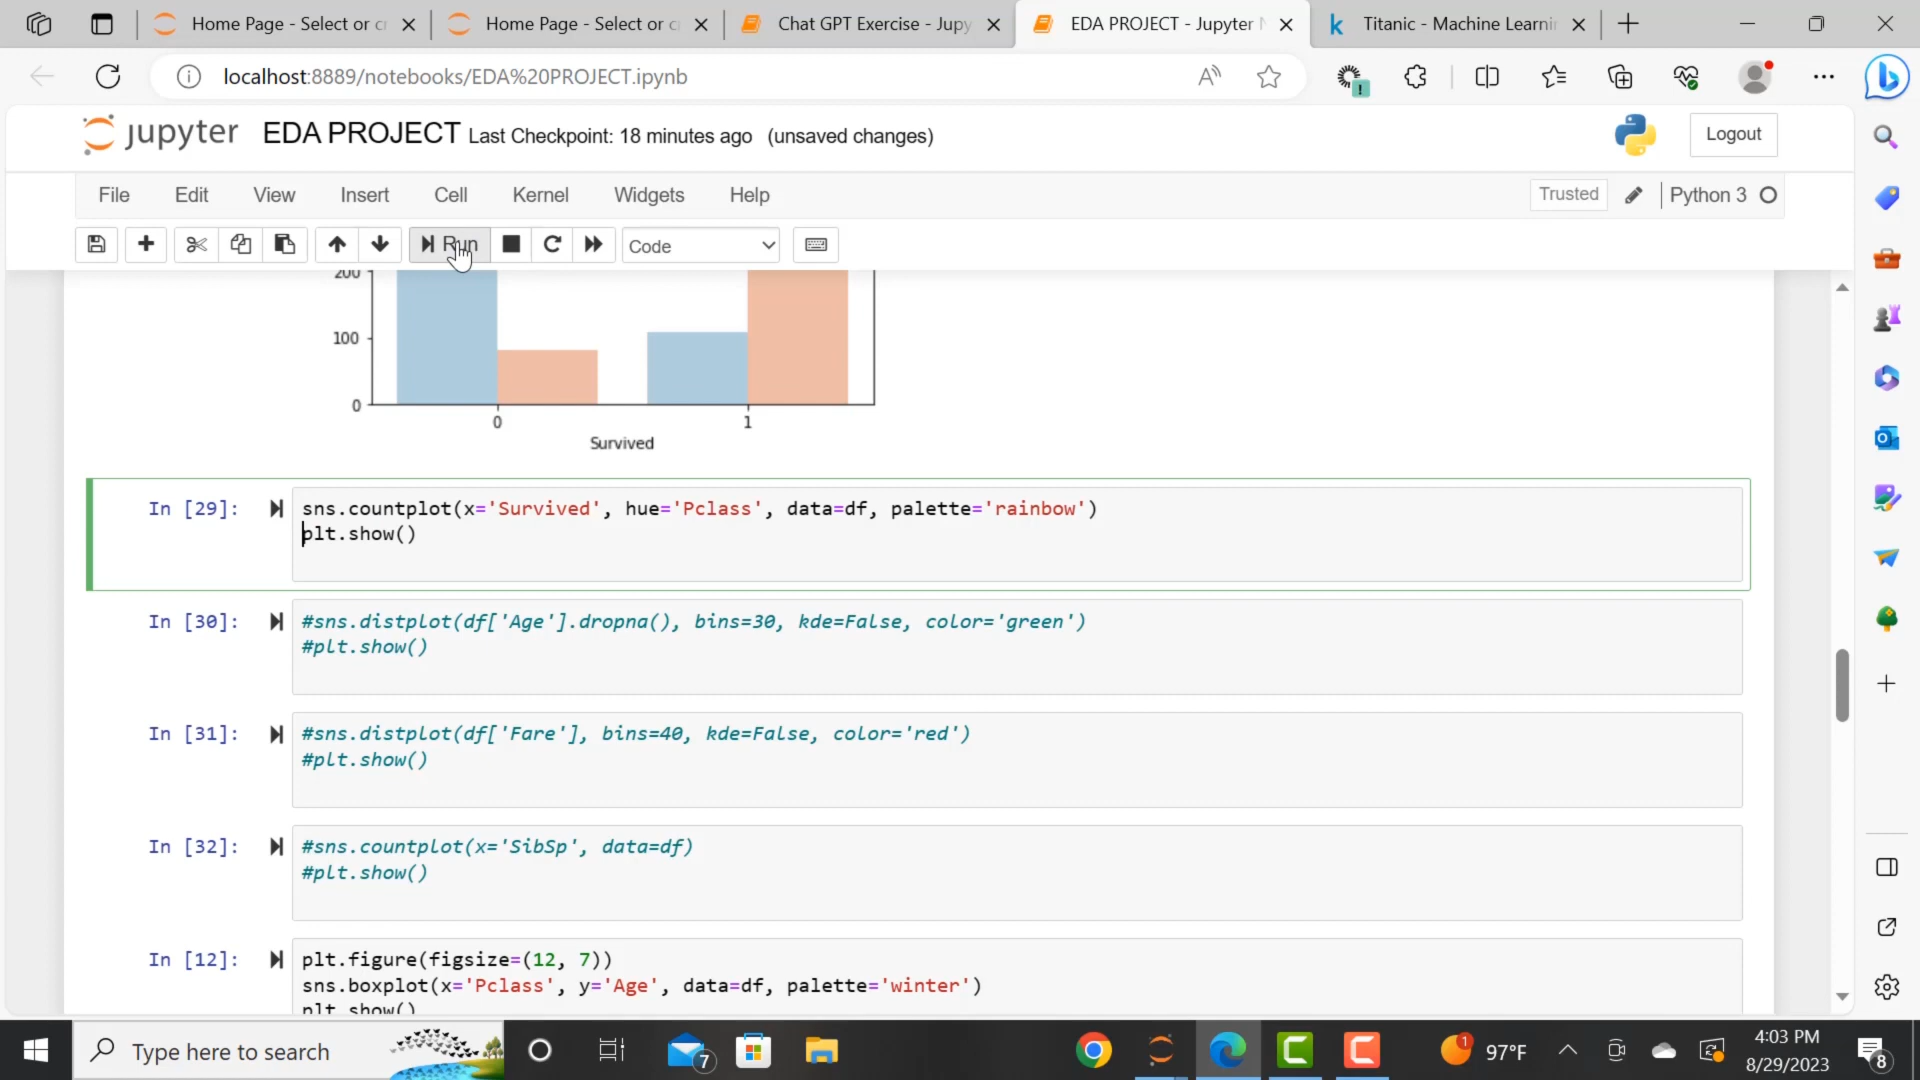 Home Page - Select or c
Home Page - Select or c
Chat GPT Exercise - Jupy
EDA PROJECT - Jupyter
Titanic - Machine Learnin
localhost:8889/notebooks/EDA%20PROJECT.ipynb
jupyter EDA PROJECT Last Checkpoint: 18 minutes ago (unsaved changes)
Logout
File Edit View Insert Cell Kernel Widgets Help
Trusted Python 3
Run Code
200
100
0
0 1
Survived
In [29]: sns.countplot(x='Survived', hue='Pclass', data=df, palette='rainbow')
plt.show()
In [30]: #sns.distplot(df['Age'].dropna(), bins=30, kde=False, color='green')
#plt.show()
In [31]: #sns.distplot(df['Fare'], bins=40, kde=False, color='red')
#plt.show()
In [32]: #sns.countplot(x='SibSp', data=df)
#plt.show()
In [12]: plt.figure(figsize=(12, 7))
sns.boxplot(x='Pclass', y='Age', data=df, palette='winter')
plt.show()
Type here to search
7
1
97°F
4:03 PM
8/29/2023
8